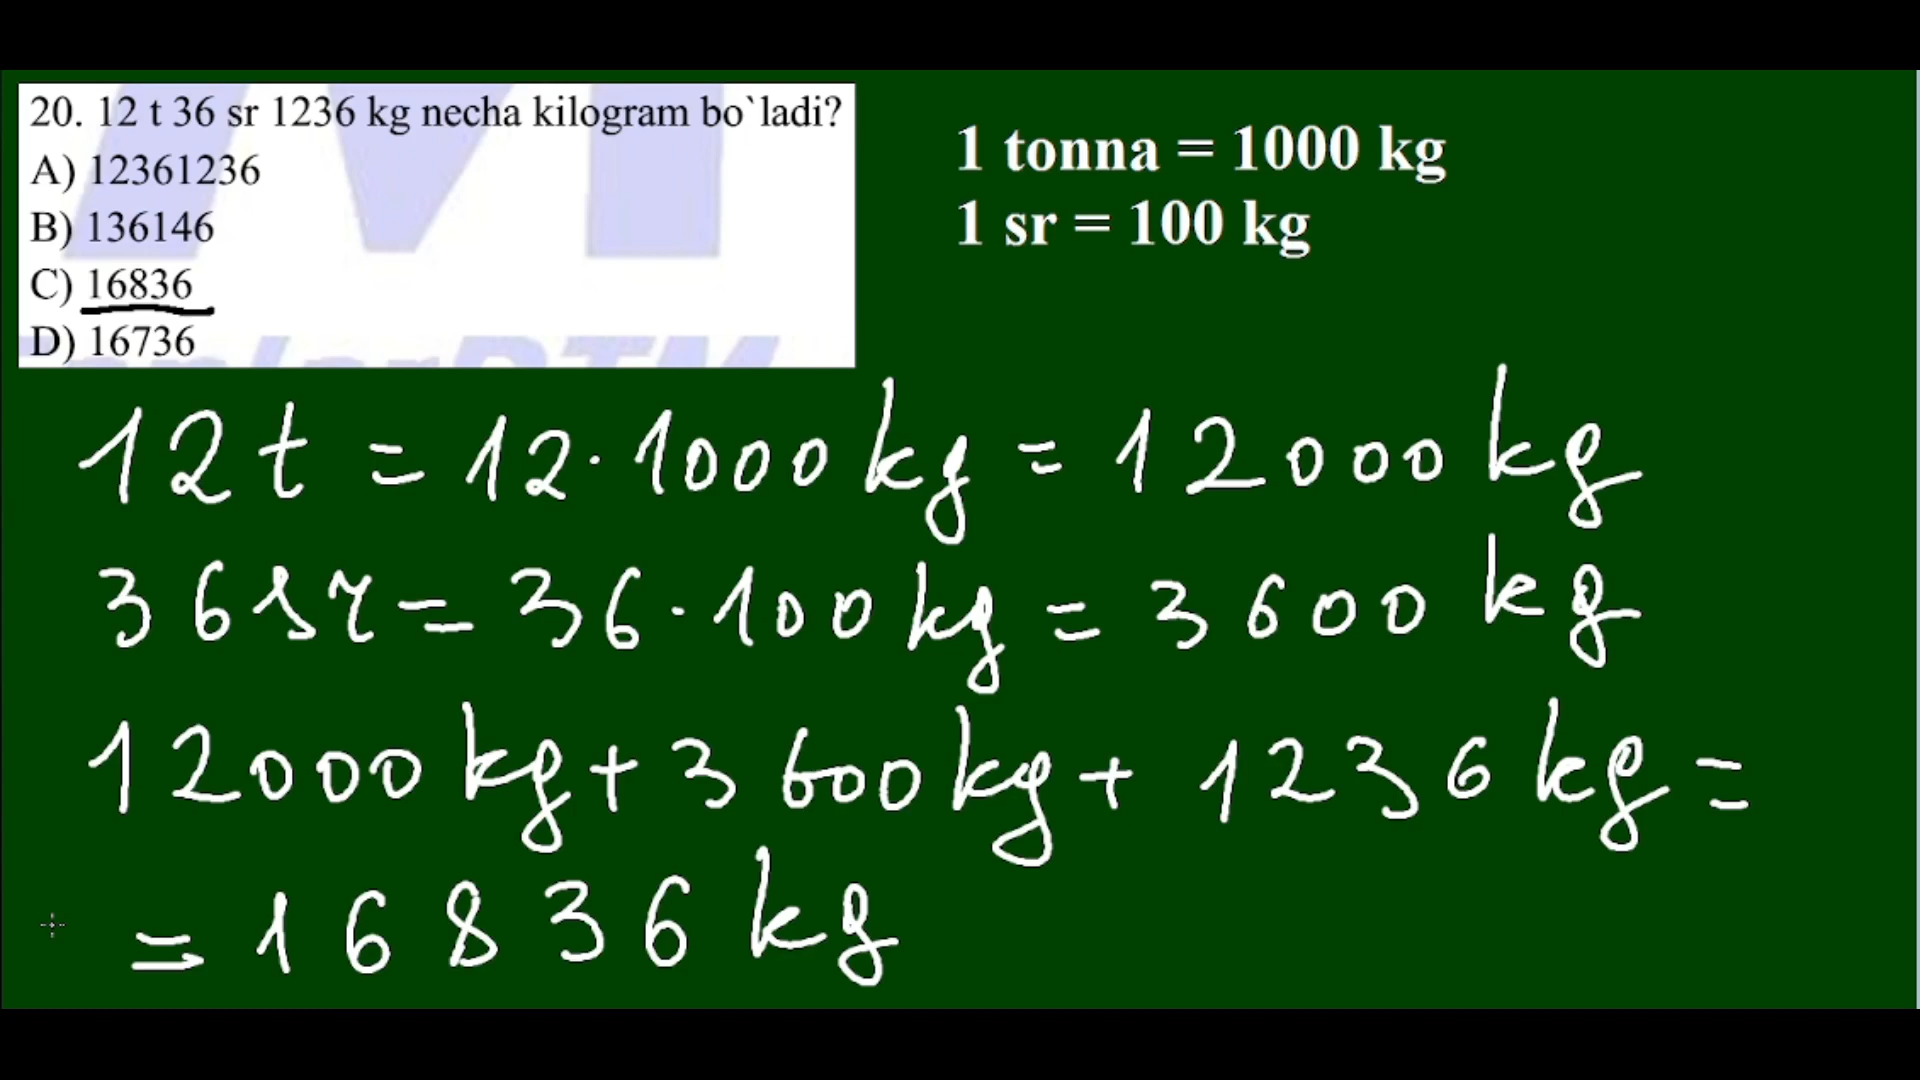 20. 12 t 36 sr 1236 kg necha kilogram bo`ladi?
A) 12361236
B) 136146
C) 16836
D) 16736
1 tonna = 1000 kg
1 sr = 100 kg
12 t = 12 · 1000 kg = 12000 kg
36 sr = 36 · 100 kg = 3600 kg
12000 kg + 3600 kg + 1236 kg =
= 16836 kg